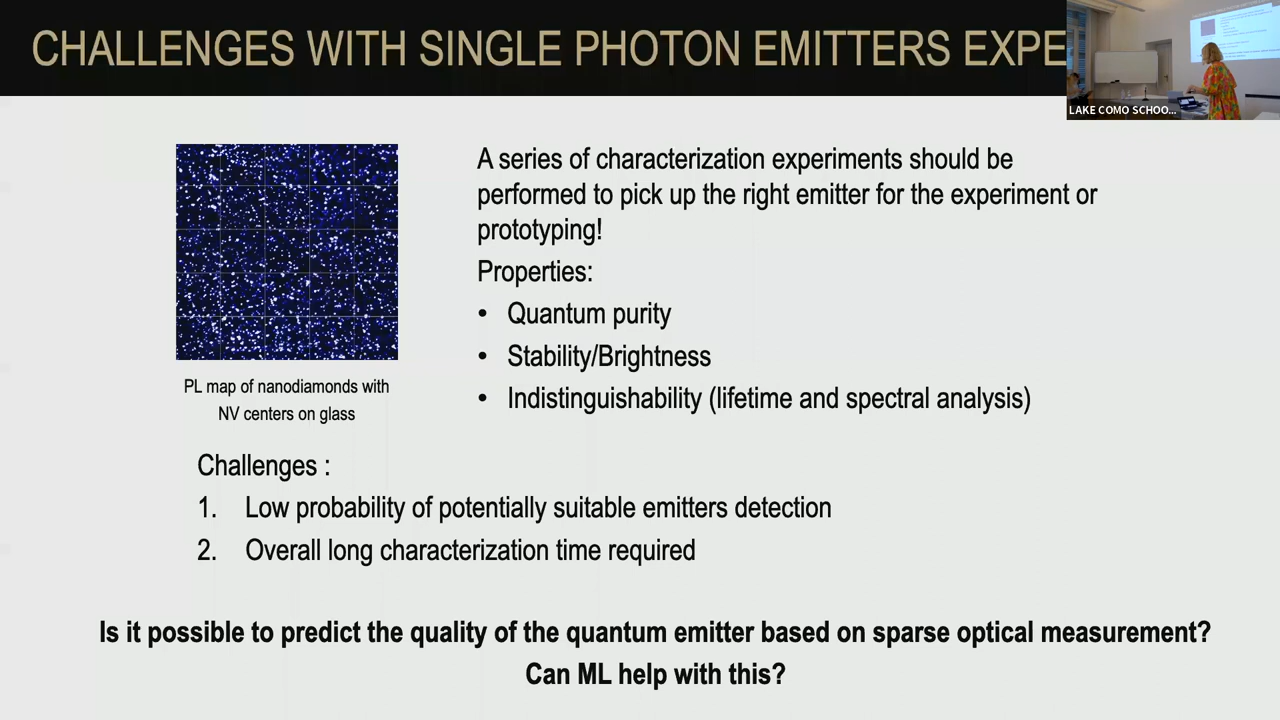 CHALLENGES WITH SINGLE PHOTON EMITTERS EXPE
LAKE COMO SCHOO...
A series of characterization experiments should be
performed to pick up the right emitter for the experiment or
prototyping!
Properties:
• Quantum purity
• Stability/Brightness
• Indistinguishability (lifetime and spectral analysis)
PL map of nanodiamonds with
NV centers on glass
Challenges :
1. Low probability of potentially suitable emitters detection
2. Overall long characterization time required
Is it possible to predict the quality of the quantum emitter based on sparse optical measurement?
Can ML help with this?